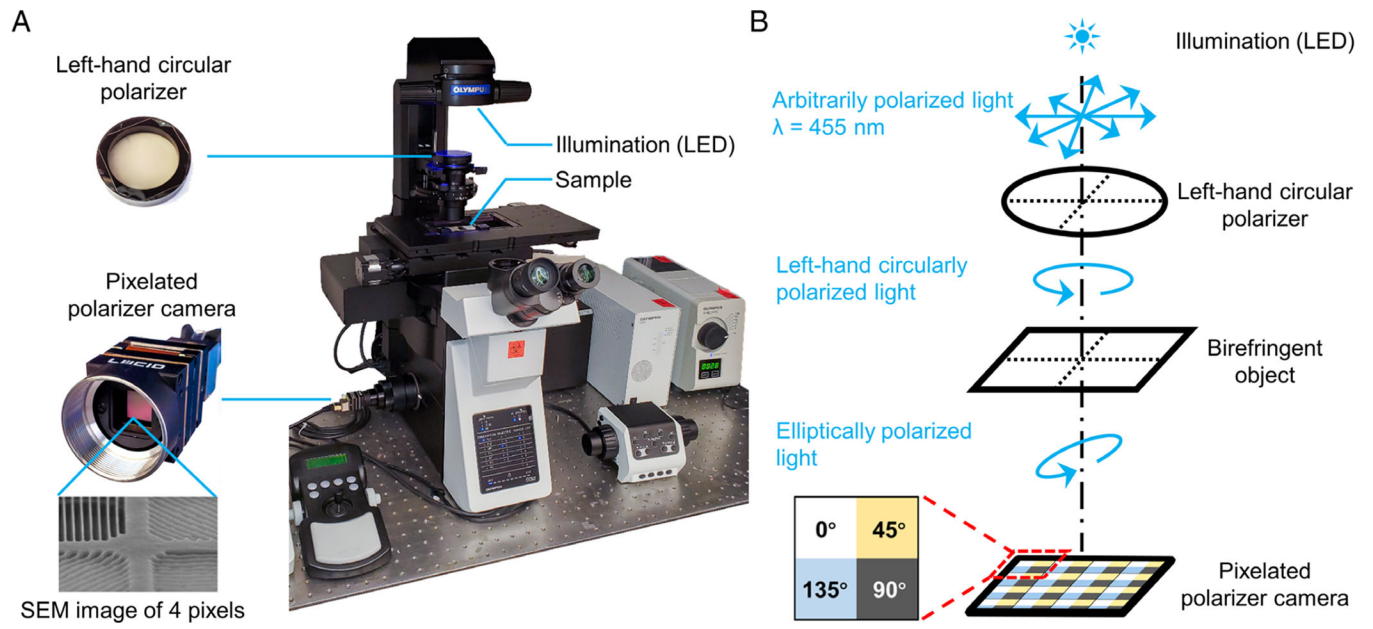 A
Left-hand circular
polarizer
OLYMPU
Illumination (LED)
Sample
Pixelated
polarizer camera
LUCID
SEM image of 4 pixels
B
Illumination (LED)
Arbitrarily polarized light
λ = 455 nm
Left-hand circular
polarizer
Left-hand circularly
polarized light
Birefringent
object
Elliptically polarized
light
0°
45°
135°
90°
Pixelated
polarizer camera